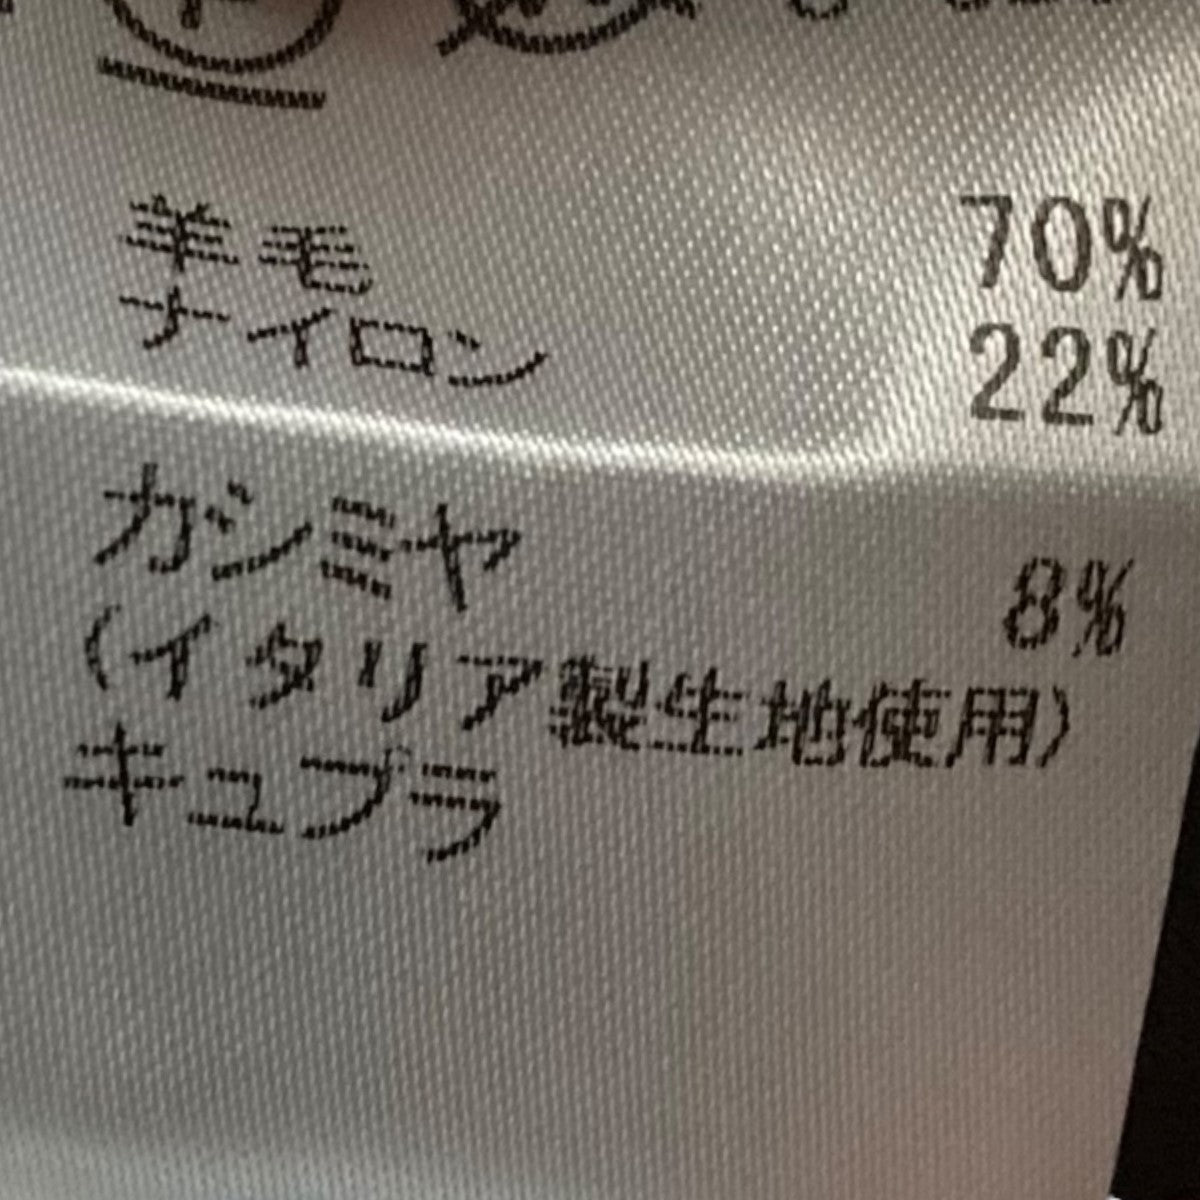 羊毛 70%
ナイロン 22%
カシミヤ 8%
(イタリア製生地使用)
キュプラ